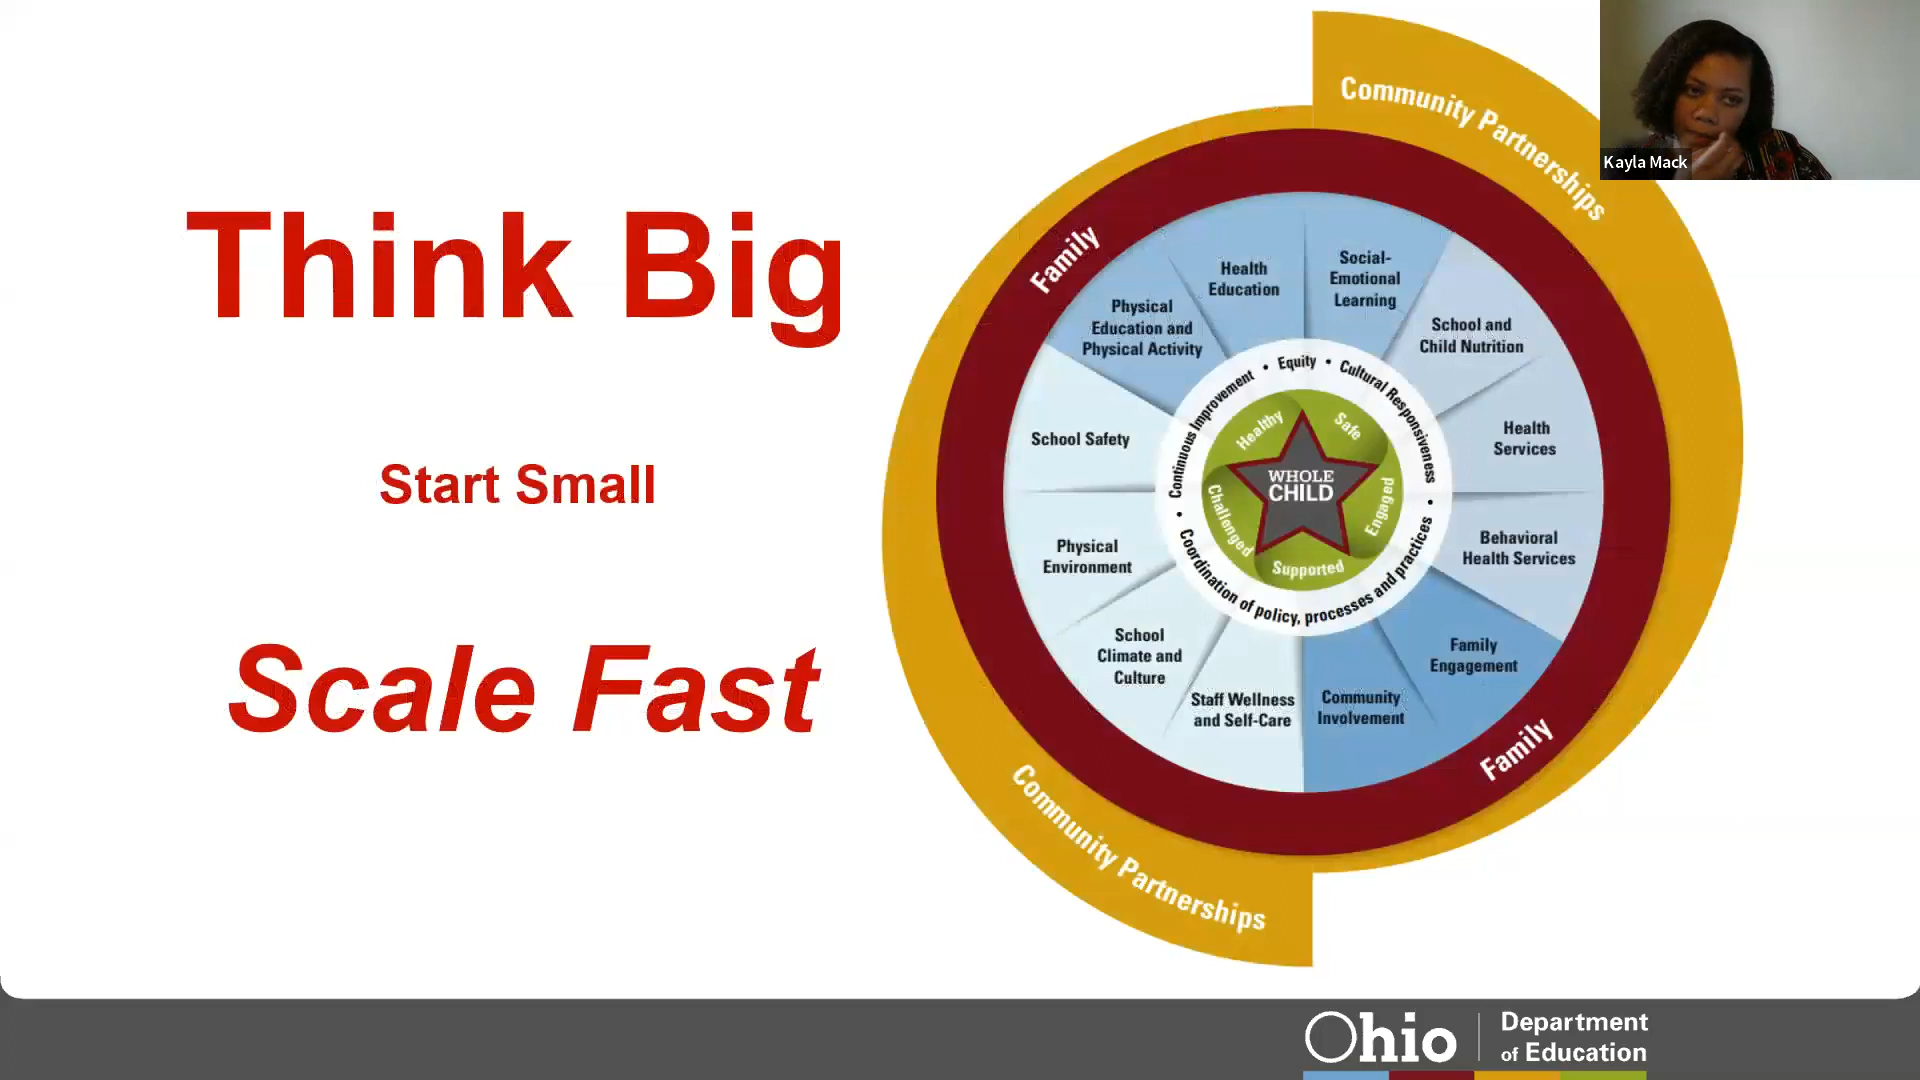 Think Big
Start Small
Scale Fast
Community Partnerships
Family
Health
Education
Social-
Emotional
Learning
School and
Child Nutrition
Health
Services
Behavioral
Health Services
Family
Engagement
Community
Involvement
Staff Wellness
and Self-Care
School
Climate and
Culture
Physical
Environment
School Safety
Physical
Education and
Physical Activity
• Equity • Cultural Responsiveness
• Coordination of policy, processes and practices
• Continuous Improvement
Healthy
Safe
Engaged
Supported
Challenged
WHOLE
CHILD
Family
Community Partnerships
Kayla Mack
Ohio
Department
of Education